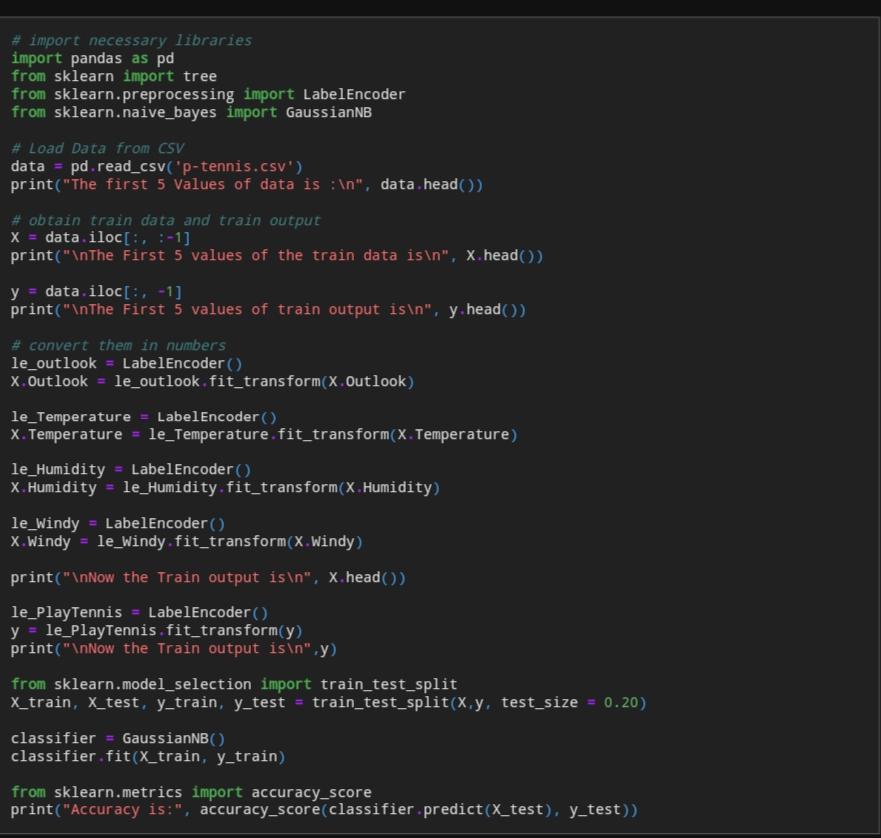 # import necessary libraries
import pandas as pd
from sklearn import tree
from sklearn.preprocessing import LabelEncoder
from sklearn.naive_bayes import GaussianNB
# Load Data from CSV
data = pd.read_csv('p-tennis.csv')
print("The first 5 Values of data is :\n", data.head())
# obtain train data and train output
X = data.iloc[:, :-1]
print("\nThe First 5 values of the train data is\n", X.head())
y = data.iloc[:, -1]
print("\nThe First 5 values of train output is\n", y.head())
# convert them in numbers
le_outlook = LabelEncoder()
X.Outlook = le_outlook.fit_transform(X.Outlook)
le_Temperature = LabelEncoder()
X.Temperature = le_Temperature.fit_transform(X.Temperature)
le_Humidity = LabelEncoder()
X.Humidity = le_Humidity.fit_transform(X.Humidity)
le_Windy = LabelEncoder()
X.Windy = le_Windy.fit_transform(X.Windy)
print("\nNow the Train output is\n", X.head())
le_PlayTennis = LabelEncoder()
y = le_PlayTennis.fit_transform(y)
print("\nNow the Train output is\n",y)
from sklearn.model_selection import train_test_split
X_train, X_test, y_train, y_test = train_test_split(X,y, test_size = 0.20)
classifier = GaussianNB()
classifier.fit(X_train, y_train)
from sklearn.metrics import accuracy_score
print("Accuracy is:", accuracy_score(classifier.predict(X_test), y_test))